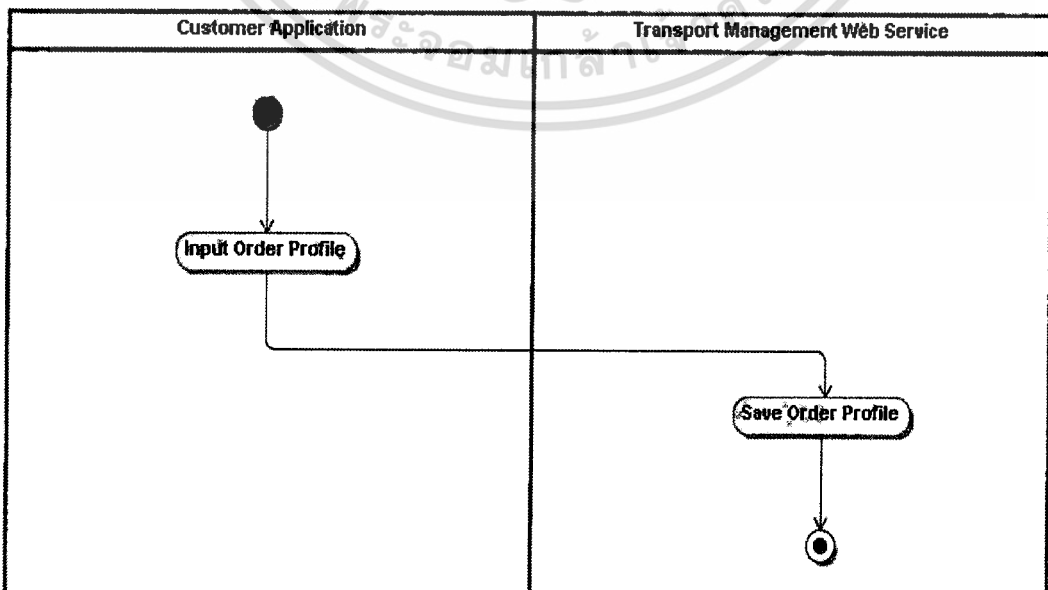 Customer Application
Transport Management Web Service
Input Order Profile
Save Order Profile